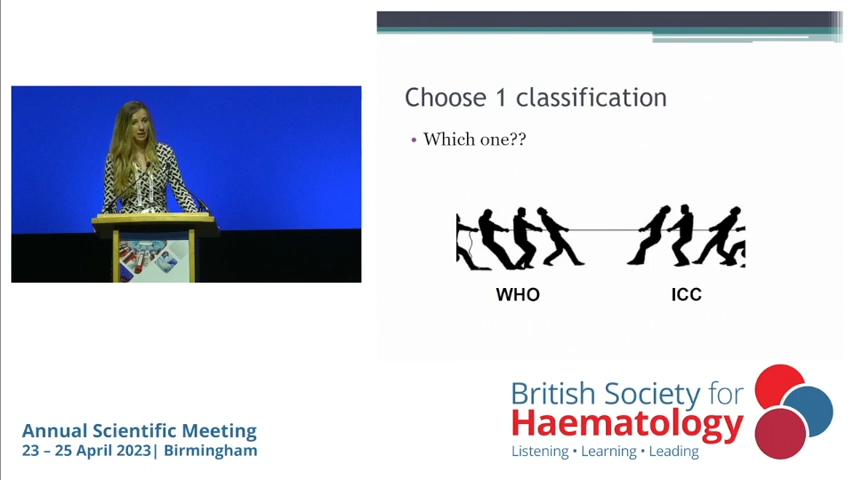 Choose 1 classification
• Which one??
WHO
ICC
British Society for
Haematology
Listening • Learning • Leading
Annual Scientific Meeting
23 – 25 April 2023| Birmingham